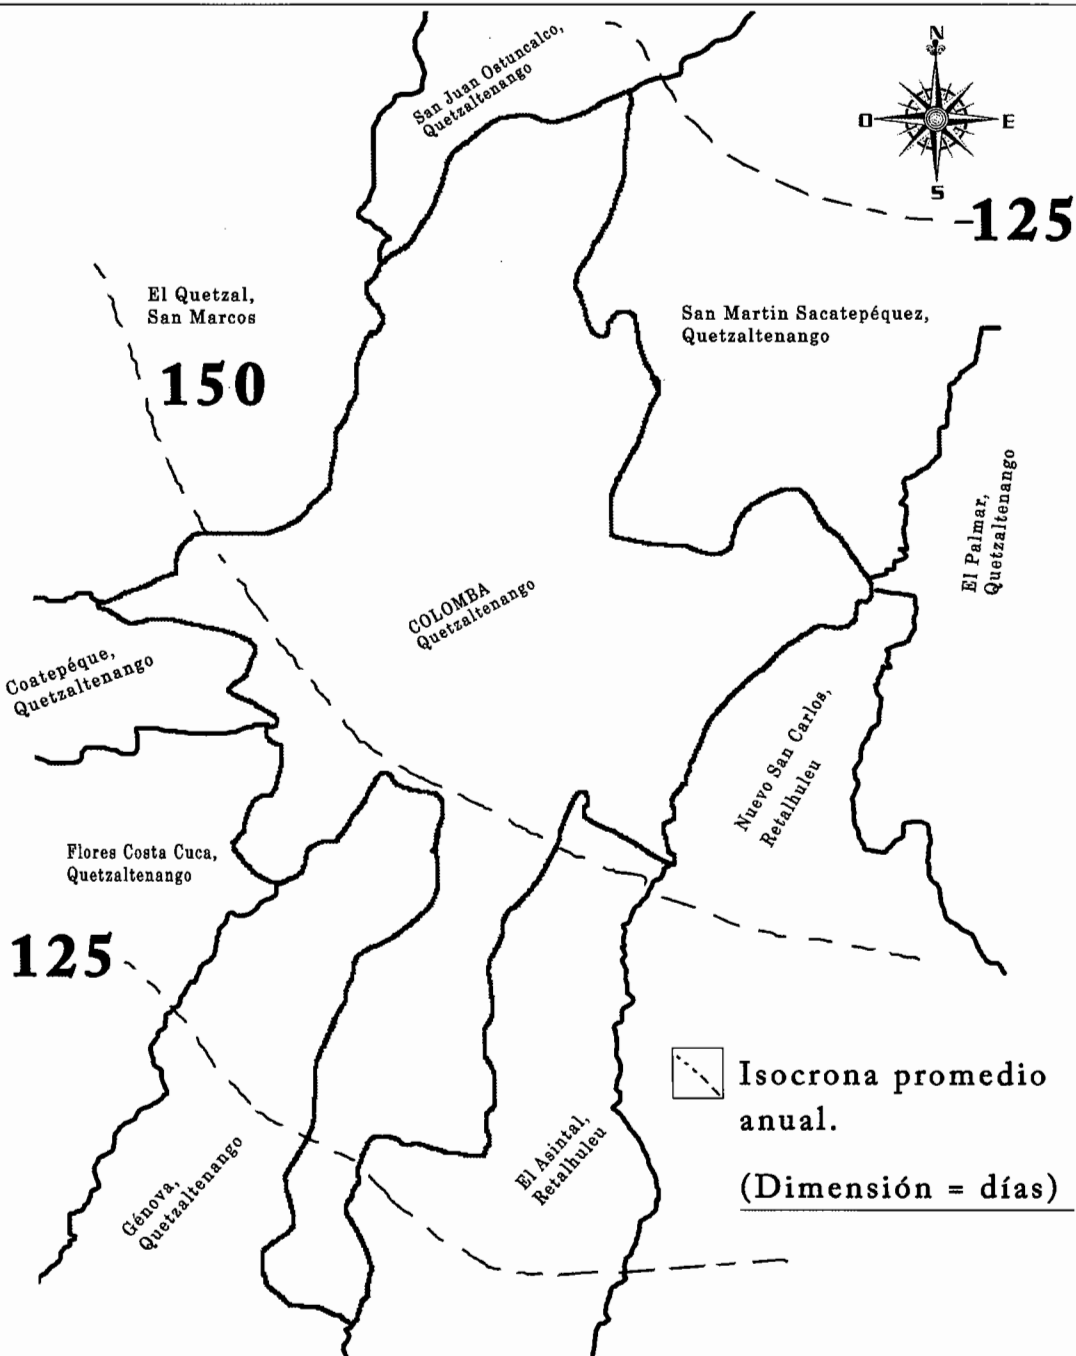 San Juan Ostuncalco,
Quetzaltenango
N
O
E
S
-125
El Quetzal,
San Marcos
150
San Martin Sacatepéquez,
Quetzaltenango
El Palmar,
Quetzaltenango
COLOMBA
Quetzaltenango
Coatepéque,
Quetzaltenango
Nuevo San Carlos,
Retalhuleu
Flores Costa Cuca,
Quetzaltenango
125
Isocrona promedio
anual.
(Dimensión = días)
El Asintal,
Retalhuleu
Génova,
Quetzaltenango